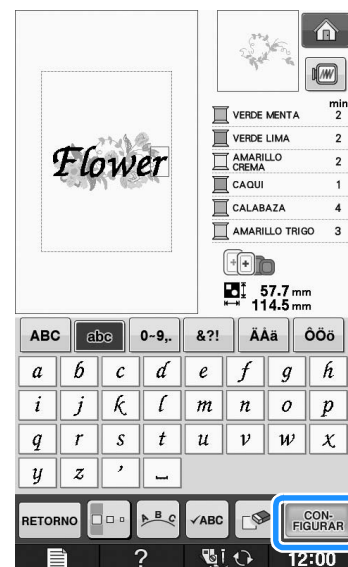 Flower
min
VERDE MENTA 2
VERDE LIMA 2
AMARILLO
CREMA 2
CAQUI 1
CALABAZA 4
AMARILLO TRIGO 3
57.7 mm
114.5 mm
ABC abc 0~9,. &?! ÄÅä ÔÖö
a b c d e f g h
i j k l m n o p
q r s t u v w x
y z ’ _
RETORNO ABC ✓ABC CON-
FIGURAR
? 12:00